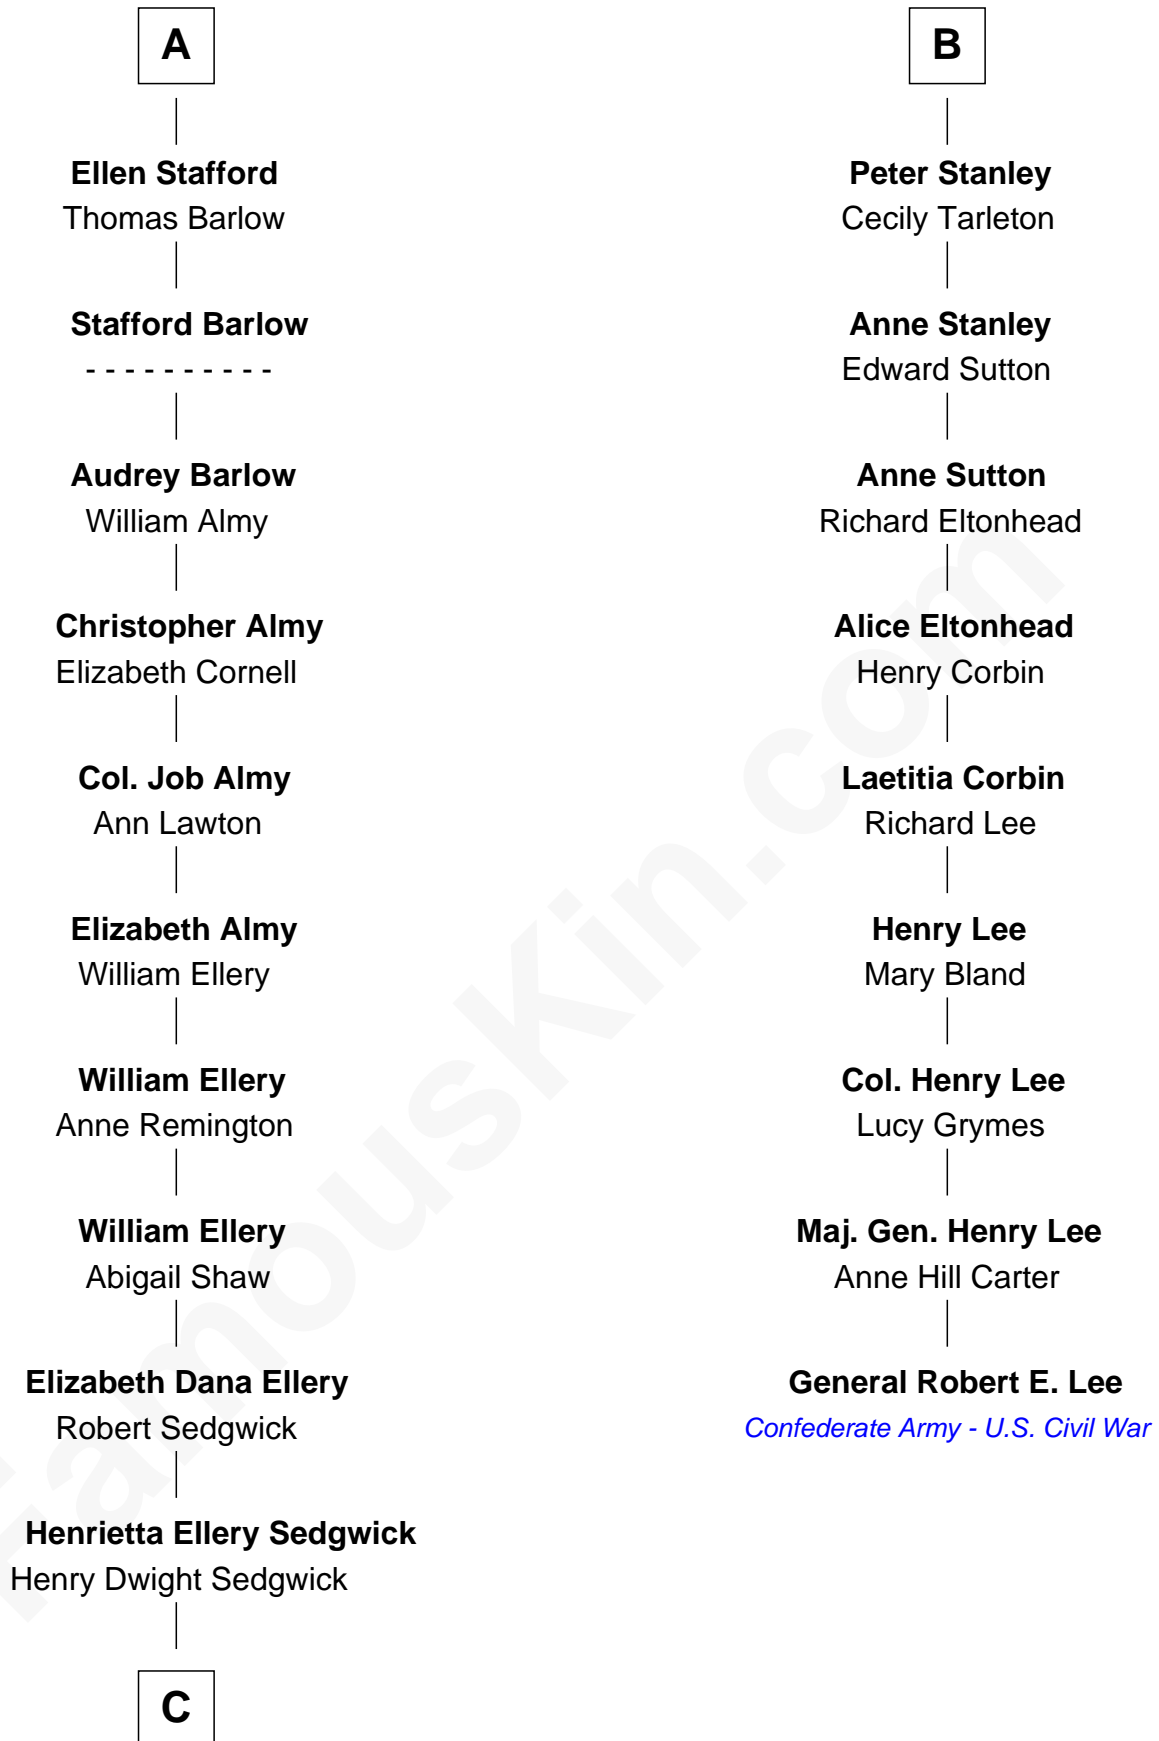 A
Ellen Stafford
Thomas Barlow
Stafford Barlow
- - - - - - - - - -
Audrey Barlow
William Almy
Christopher Almy
Elizabeth Cornell
Col. Job Almy
Ann Lawton
Elizabeth Almy
William Ellery
William Ellery
Anne Remington
William Ellery
Abigail Shaw
Elizabeth Dana Ellery
Robert Sedgwick
Henrietta Ellery Sedgwick
Henry Dwight Sedgwick
C
B
Peter Stanley
Cecily Tarleton
Anne Stanley
Edward Sutton
Anne Sutton
Richard Eltonhead
Alice Eltonhead
Henry Corbin
Laetitia Corbin
Richard Lee
Henry Lee
Mary Bland
Col. Henry Lee
Lucy Grymes
Maj. Gen. Henry Lee
Anne Hill Carter
General Robert E. Lee
Confederate Army - U.S. Civil War
FamousKin.com